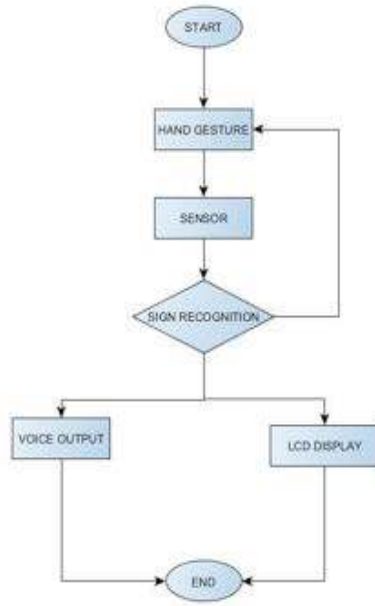 START
HAND GESTURE
SENSOR
SIGN RECOGNITION
VOICE OUTPUT
LCD DISPLAY
END